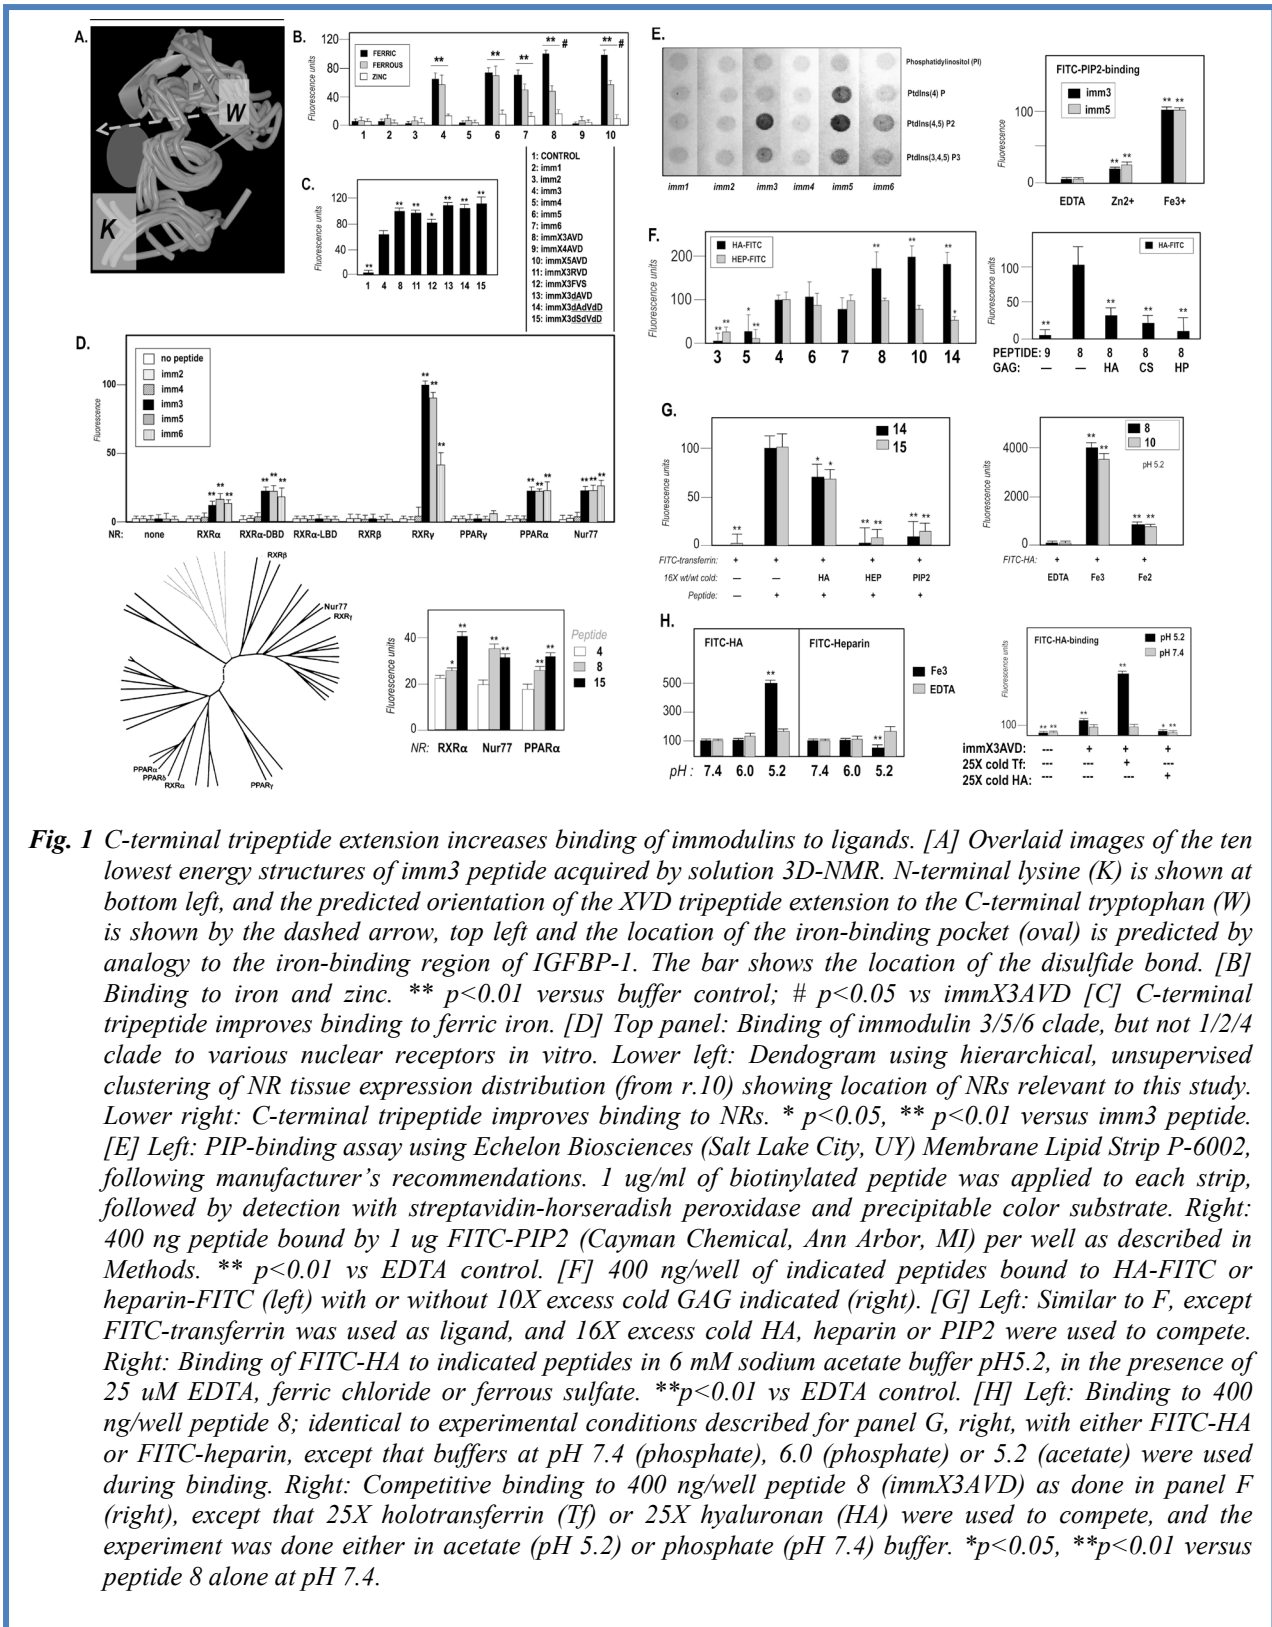 A.
W
K
B.
Fluorescence units
120
80
40
0
FERRIC
FERROUS
ZINC
** ** ** ** # ** #
1 2 3 4 5 6 7 8 9 10
C.
Fluorescence units
120
80
40
0
** ** ** * ** ** **
1 4 8 11 12 13 14 15
1: CONTROL
2: imm1
3. imm2
4: imm3
5: imm4
6: imm5
7: imm6
8: immX3AVD
9: immX4AVD
10: immX5AVD
11: immX3RVD
12: immX3FVS
13: immX3dAVD
14: immX3dAdVdD
15: immX3dSdVdD
D.
Fluorescence
100
50
0
no peptide
imm2
imm4
imm3
imm5
imm6
** ** ** ** ** ** ** ** ** ** ** ** ** ** **
NR: none RXRα RXRα-DBD RXRα-LBD RXRβ RXRγ PPARγ PPARα Nur77
RXRβ
Nur77
RXRγ
PPARα
PPARδ
RXRα
PPARγ
Fluorescence units
40
20
0
* ** ** ** ** **
Peptide
4
8
15
NR: RXRα Nur77 PPARα
E.
Phosphatidylinositol (PI)
PtdIns(4) P
PtdIns(4,5) P2
PtdIns(3,4,5) P3
imm1 imm2 imm3 imm4 imm5 imm6
FITC-PIP2-binding
imm3
imm5
Fluorescence
100
0
** ** ** **
EDTA Zn2+ Fe3+
F.
Fluorescence units
200
100
0
HA-FITC
HEP-FITC
** ** * ** ** ** ** *
3 5 4 6 7 8 10 14
Fluorescence units
100
50
0
HA-FITC
** ** ** **
PEPTIDE: 9 8 8 8 8
GAG: — — HA CS HP
G.
Fluorescence units
100
50
0
14
15
** * * ** ** ** **
FITC-transferrin: + + + + +
16X wt/wt cold: — — HA HEP PIP2
Peptide: — + + + +
Fluorescence units
4000
2000
0
8
10
pH 5.2
** ** ** **
FITC-HA: + + +
EDTA Fe3 Fe2
H.
Fluorescence units
500
300
100
FITC-HA
FITC-Heparin
** **
Fe3
EDTA
pH : 7.4 6.0 5.2 7.4 6.0 5.2
FITC-HA-binding
pH 5.2
pH 7.4
Fluorescence units
100
** ** ** ** * **
immX3AVD: --- + + +
25X cold Tf: --- --- + ---
25X cold HA: --- --- --- +
Fig. 1 C-terminal tripeptide extension increases binding of immodulins to ligands. [A] Overlaid images of the ten
lowest energy structures of imm3 peptide acquired by solution 3D-NMR. N-terminal lysine (K) is shown at
bottom left, and the predicted orientation of the XVD tripeptide extension to the C-terminal tryptophan (W)
is shown by the dashed arrow, top left and the location of the iron-binding pocket (oval) is predicted by
analogy to the iron-binding region of IGFBP-1. The bar shows the location of the disulfide bond. [B]
Binding to iron and zinc. ** p<0.01 versus buffer control; # p<0.05 vs immX3AVD [C] C-terminal
tripeptide improves binding to ferric iron. [D] Top panel: Binding of immodulin 3/5/6 clade, but not 1/2/4
clade to various nuclear receptors in vitro. Lower left: Dendogram using hierarchical, unsupervised
clustering of NR tissue expression distribution (from r.10) showing location of NRs relevant to this study.
Lower right: C-terminal tripeptide improves binding to NRs. * p<0.05, ** p<0.01 versus imm3 peptide.
[E] Left: PIP-binding assay using Echelon Biosciences (Salt Lake City, UY) Membrane Lipid Strip P-6002,
following manufacturer's recommendations. 1 ug/ml of biotinylated peptide was applied to each strip,
followed by detection with streptavidin-horseradish peroxidase and precipitable color substrate. Right:
400 ng peptide bound by 1 ug FITC-PIP2 (Cayman Chemical, Ann Arbor, MI) per well as described in
Methods. ** p<0.01 vs EDTA control. [F] 400 ng/well of indicated peptides bound to HA-FITC or
heparin-FITC (left) with or without 10X excess cold GAG indicated (right). [G] Left: Similar to F, except
FITC-transferrin was used as ligand, and 16X excess cold HA, heparin or PIP2 were used to compete.
Right: Binding of FITC-HA to indicated peptides in 6 mM sodium acetate buffer pH5.2, in the presence of
25 uM EDTA, ferric chloride or ferrous sulfate. **p<0.01 vs EDTA control. [H] Left: Binding to 400
ng/well peptide 8; identical to experimental conditions described for panel G, right, with either FITC-HA
or FITC-heparin, except that buffers at pH 7.4 (phosphate), 6.0 (phosphate) or 5.2 (acetate) were used
during binding. Right: Competitive binding to 400 ng/well peptide 8 (immX3AVD) as done in panel F
(right), except that 25X holotransferrin (Tf) or 25X hyaluronan (HA) were used to compete, and the
experiment was done either in acetate (pH 5.2) or phosphate (pH 7.4) buffer. *p<0.05, **p<0.01 versus
peptide 8 alone at pH 7.4.